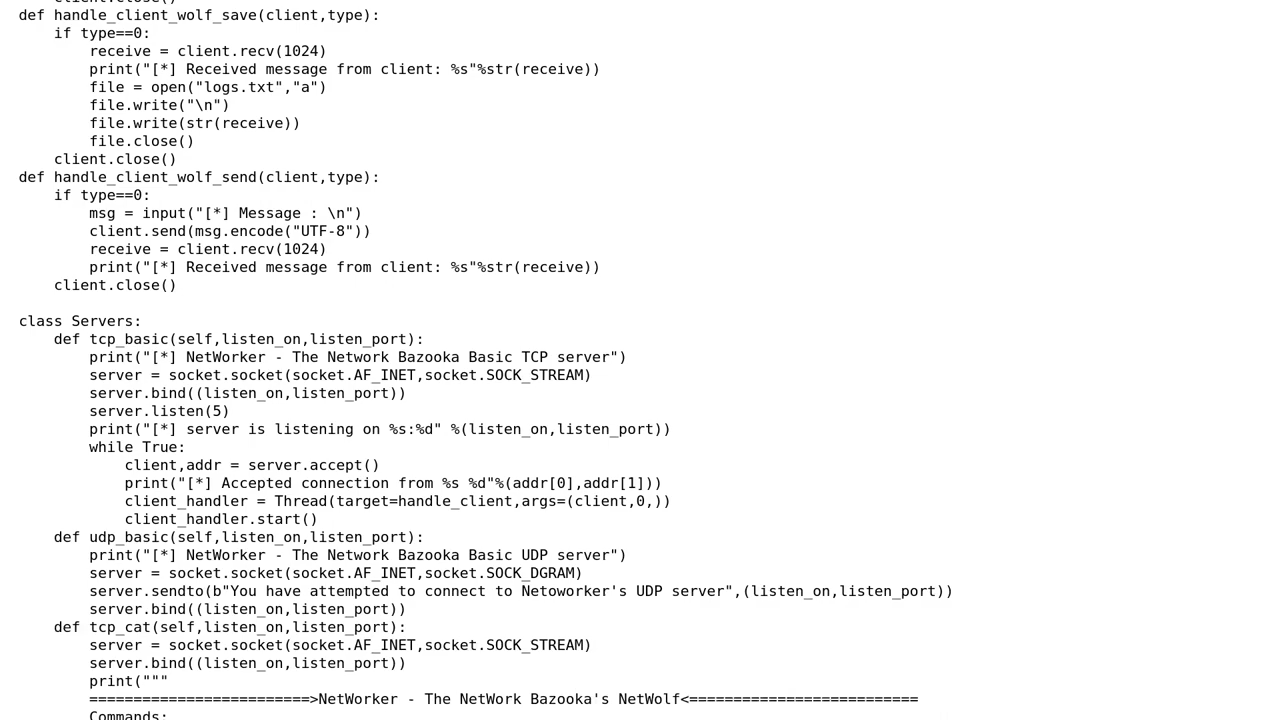 client.close()
def handle_client_wolf_save(client,type):
    if type==0:
        receive = client.recv(1024)
        print("[*] Received message from client: %s"%str(receive))
        file = open("logs.txt","a")
        file.write("\n")
        file.write(str(receive))
        file.close()
    client.close()
def handle_client_wolf_send(client,type):
    if type==0:
        msg = input("[*] Message : \n")
        client.send(msg.encode("UTF-8"))
        receive = client.recv(1024)
        print("[*] Received message from client: %s"%str(receive))
    client.close()

class Servers:
    def tcp_basic(self,listen_on,listen_port):
        print("[*] NetWorker - The Network Bazooka Basic TCP server")
        server = socket.socket(socket.AF_INET,socket.SOCK_STREAM)
        server.bind((listen_on,listen_port))
        server.listen(5)
        print("[*] server is listening on %s:%d" %(listen_on,listen_port))
        while True:
            client,addr = server.accept()
            print("[*] Accepted connection from %s %d"%(addr[0],addr[1]))
            client_handler = Thread(target=handle_client,args=(client,0,))
            client_handler.start()
    def udp_basic(self,listen_on,listen_port):
        print("[*] NetWorker - The Network Bazooka Basic UDP server")
        server = socket.socket(socket.AF_INET,socket.SOCK_DGRAM)
        server.sendto(b"You have attempted to connect to Netoworker's UDP server",(listen_on,listen_port))
        server.bind((listen_on,listen_port))
    def tcp_cat(self,listen_on,listen_port):
        server = socket.socket(socket.AF_INET,socket.SOCK_STREAM)
        server.bind((listen_on,listen_port))
        print("""
        =========================>NetWorker - The NetWork Bazooka's NetWolf<==========================
        Commands: